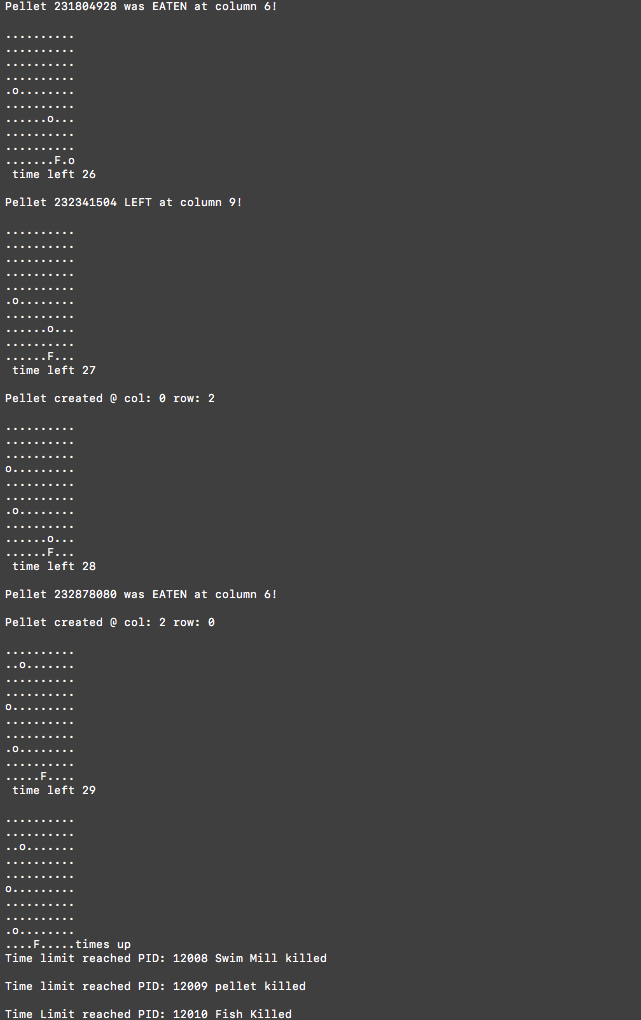 Pellet 231804928 was EATEN at column 6!
..........
..........
..........
..........
.o........
..........
......o...
..........
..........
.......F.o
time left 26
Pellet 232341504 LEFT at column 9!
..........
..........
..........
..........
..........
.o........
..........
......o...
..........
......F...
time left 27
Pellet created @ col: 0 row: 2
..........
..........
..........
o.........
..........
..........
.o........
..........
......o...
......F...
time left 28
Pellet 232878080 was EATEN at column 6!
Pellet created @ col: 2 row: 0
..........
..o.......
..........
..........
o.........
..........
..........
.o........
..........
.....F....
time left 29
..........
..........
..o.......
..........
..........
o.........
..........
..........
.o........
....F.....times up
Time limit reached PID: 12008 Swim Mill killed
Time limit reached PID: 12009 pellet killed
Time Limit reached PID: 12010 Fish Killed